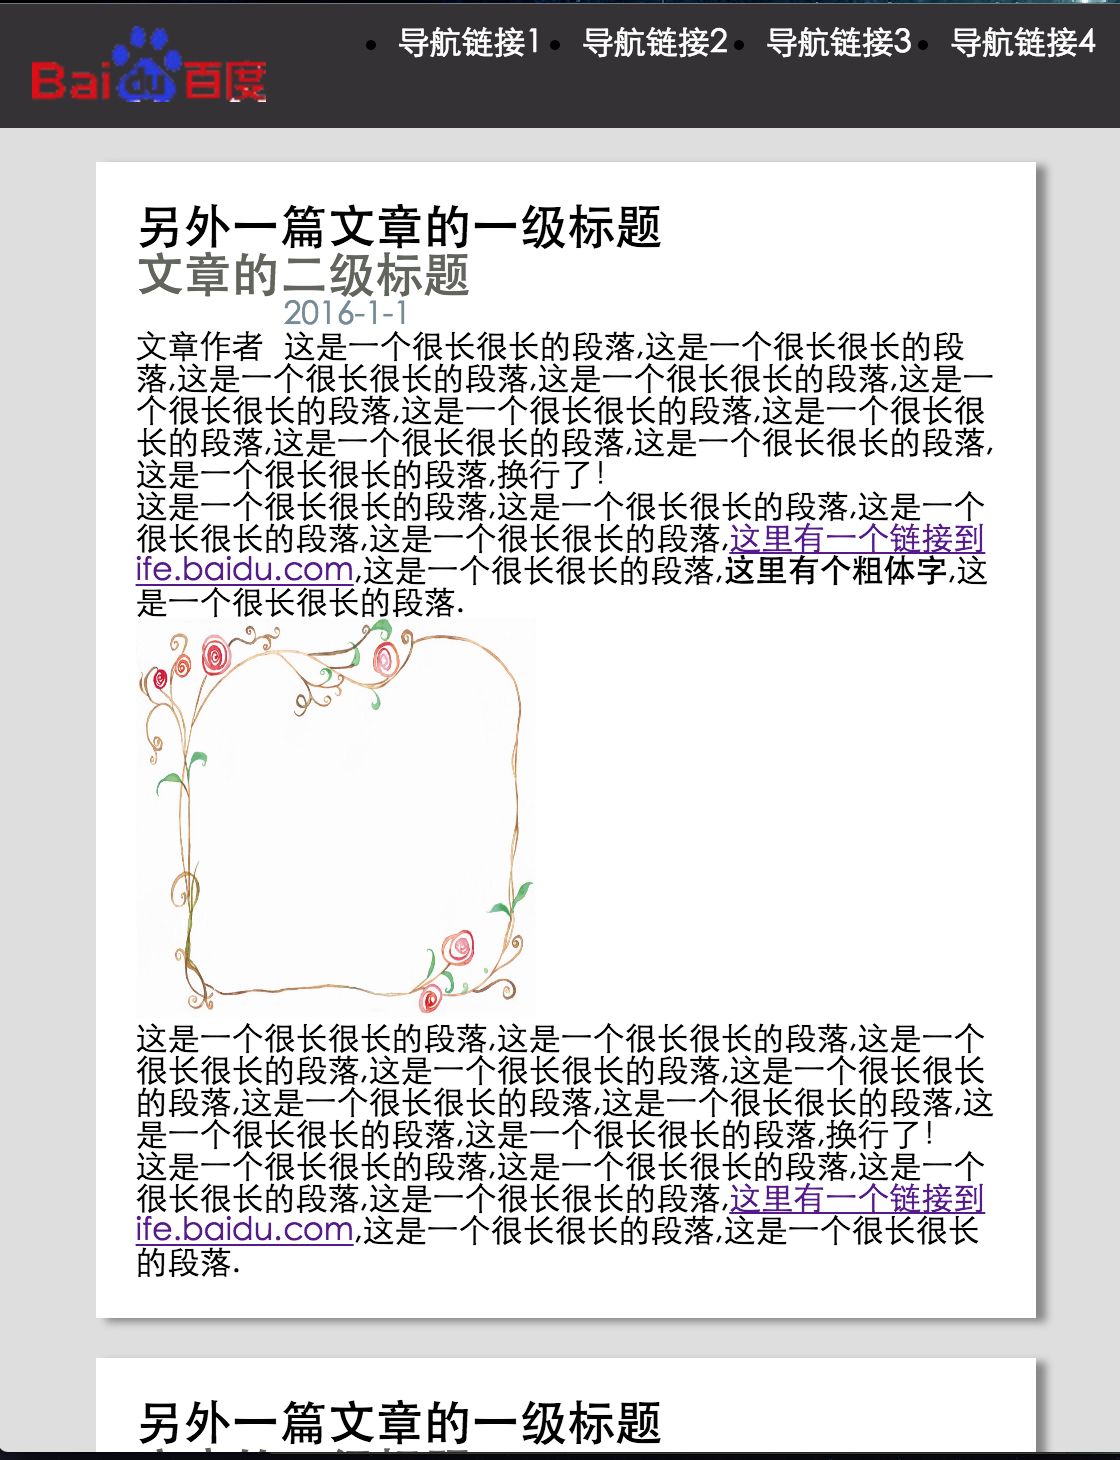 Baidu百度
导航链接1 导航链接2 导航链接3 导航链接4
另外一篇文章的一级标题
文章的二级标题
2016-1-1
文章作者 这是一个很长很长的段落,这是一个很长很长的段
落,这是一个很长很长的段落,这是一个很长很长的段落,这是一
个很长很长的段落,这是一个很长很长的段落,这是一个很长很
长的段落,这是一个很长很长的段落,这是一个很长很长的段落,
这是一个很长很长的段落,换行了!
这是一个很长很长的段落,这是一个很长很长的段落,这是一个
很长很长的段落,这是一个很长很长的段落,这里有一个链接到
ife.baidu.com,这是一个很长很长的段落,这里有个粗体字,这
是一个很长很长的段落.
这是一个很长很长的段落,这是一个很长很长的段落,这是一个
很长很长的段落,这是一个很长很长的段落,这是一个很长很长
的段落,这是一个很长很长的段落,这是一个很长很长的段落,这
是一个很长很长的段落,这是一个很长很长的段落,换行了!
这是一个很长很长的段落,这是一个很长很长的段落,这是一个
很长很长的段落,这是一个很长很长的段落,这里有一个链接到
ife.baidu.com,这是一个很长很长的段落,这是一个很长很长
的段落.
另外一篇文章的一级标题